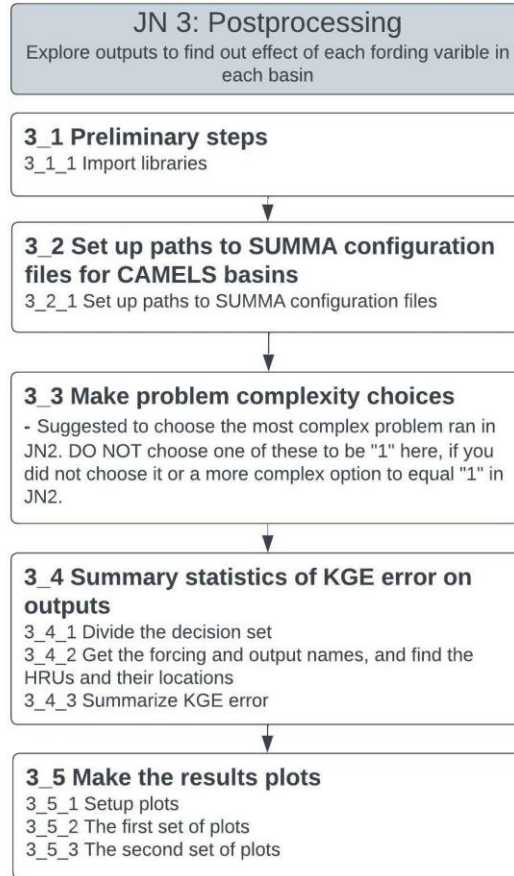 JN 3: Postprocessing
Explore outputs to find out effect of each fording varible in
each basin
3_1 Preliminary steps
3_1_1 Import libraries
3_2 Set up paths to SUMMA configuration
files for CAMELS basins
3_2_1 Set up paths to SUMMA configuration files
3_3 Make problem complexity choices
- Suggested to choose the most complex problem ran in
JN2. DO NOT choose one of these to be "1" here, if you
did not choose it or a more complex option to equal "1" in
JN2.
3_4 Summary statistics of KGE error on
outputs
3_4_1 Divide the decision set
3_4_2 Get the forcing and output names, and find the
HRUs and their locations
3_4_3 Summarize KGE error
3_5 Make the results plots
3_5_1 Setup plots
3_5_2 The first set of plots
3_5_3 The second set of plots